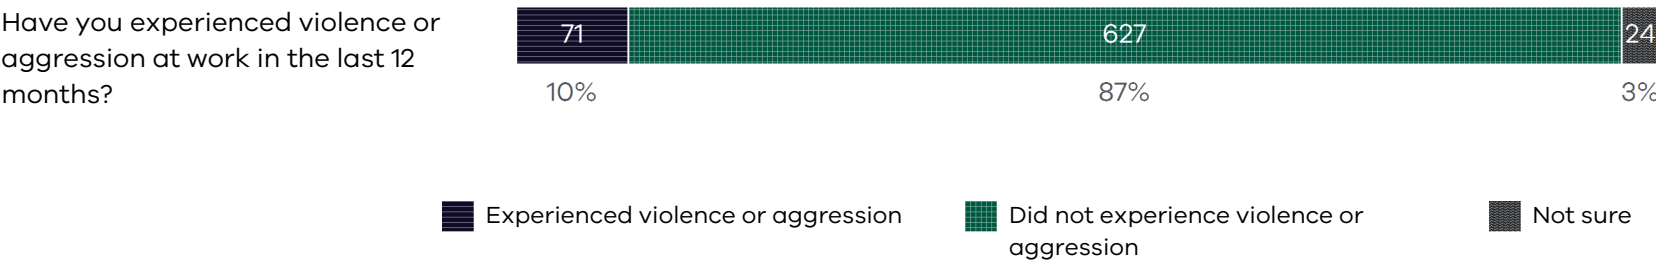 Have you experienced violence or
aggression at work in the last 12
months?
71 627 24
10% 87% 3%
Experienced violence or aggression
Did not experience violence or
aggression
Not sure